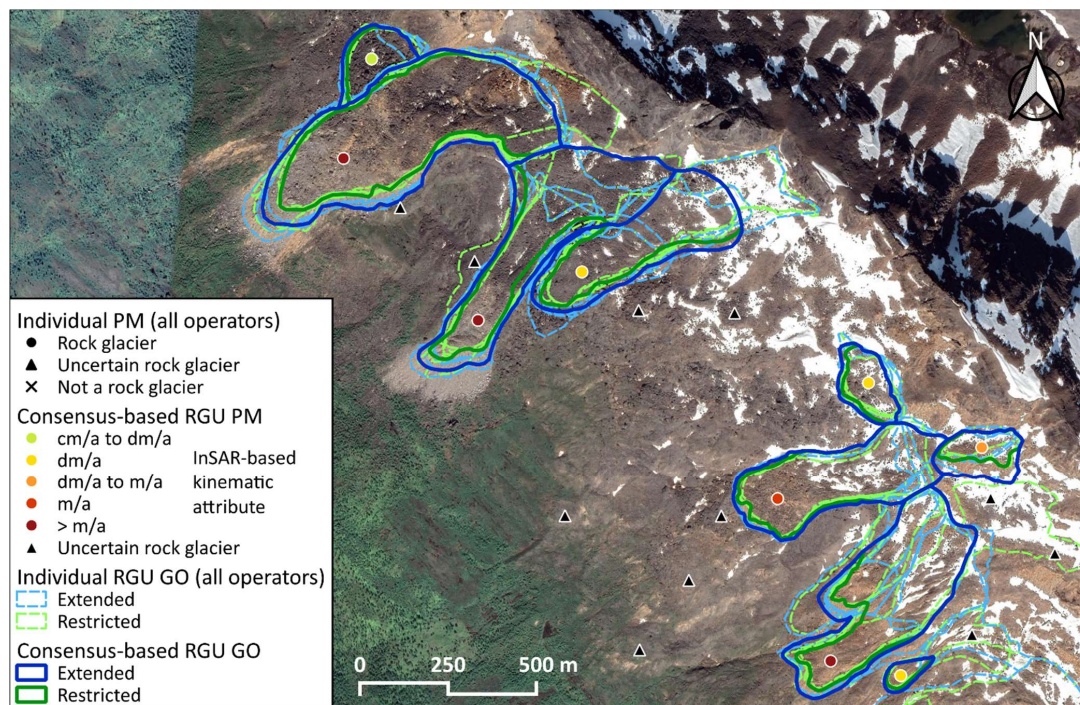 N
Individual PM (all operators)
Rock glacier
Uncertain rock glacier
Not a rock glacier
Consensus-based RGU PM
cm/a to dm/a
dm/a
dm/a to m/a
m/a
> m/a
InSAR-based
kinematic
attribute
Uncertain rock glacier
Individual RGU GO (all operators)
Extended
Restricted
Consensus-based RGU GO
Extended
Restricted
0 250 500 m